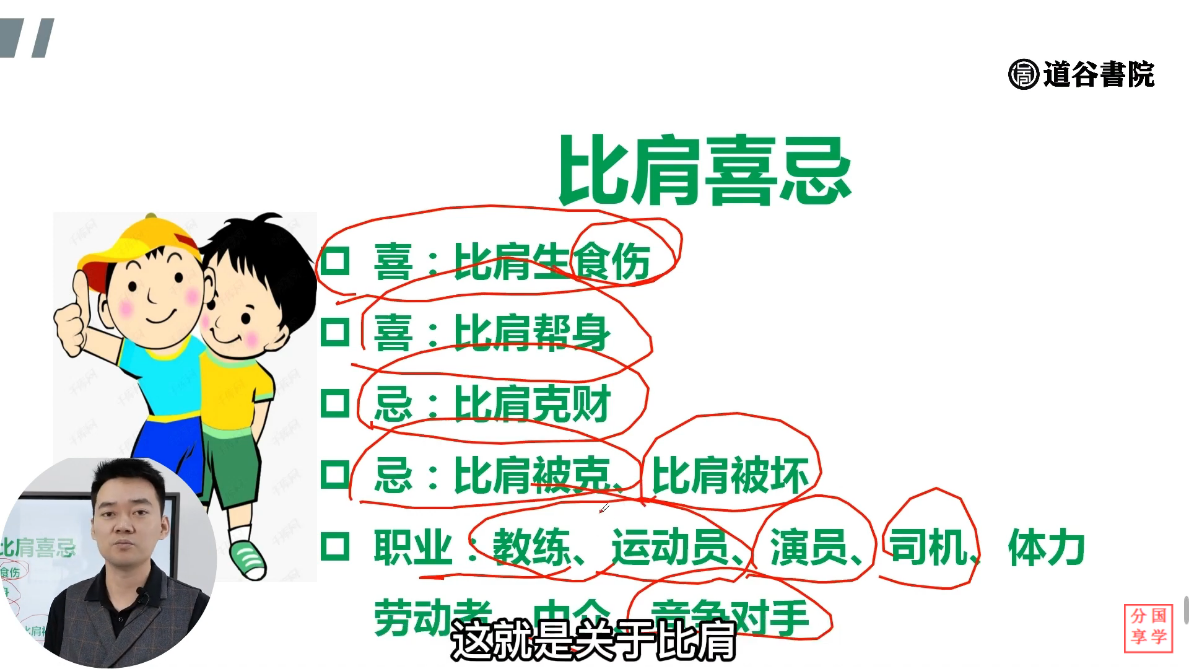 道谷書院
比肩喜忌
喜：比肩生食伤
喜：比肩帮身
忌：比肩克财
忌：比肩被克、比肩被坏
职业：教练、运动员、演员、司机、体力
劳动者、中介、竞争对手
这就是关于比肩
比肩喜忌
食伤
分国
享学